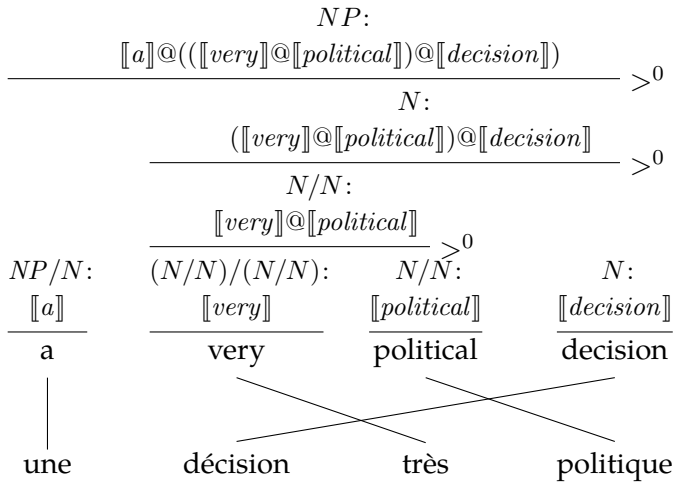 NP:
⟦a⟧@((⟦very⟧@⟦political⟧)@⟦decision⟧)
>0
N:
(⟦very⟧@⟦political⟧)@⟦decision⟧
>0
N/N:
⟦very⟧@⟦political⟧
>0
NP/N: (N/N)/(N/N): N/N: N:
⟦a⟧ ⟦very⟧ ⟦political⟧ ⟦decision⟧
a very political decision
une décision très politique